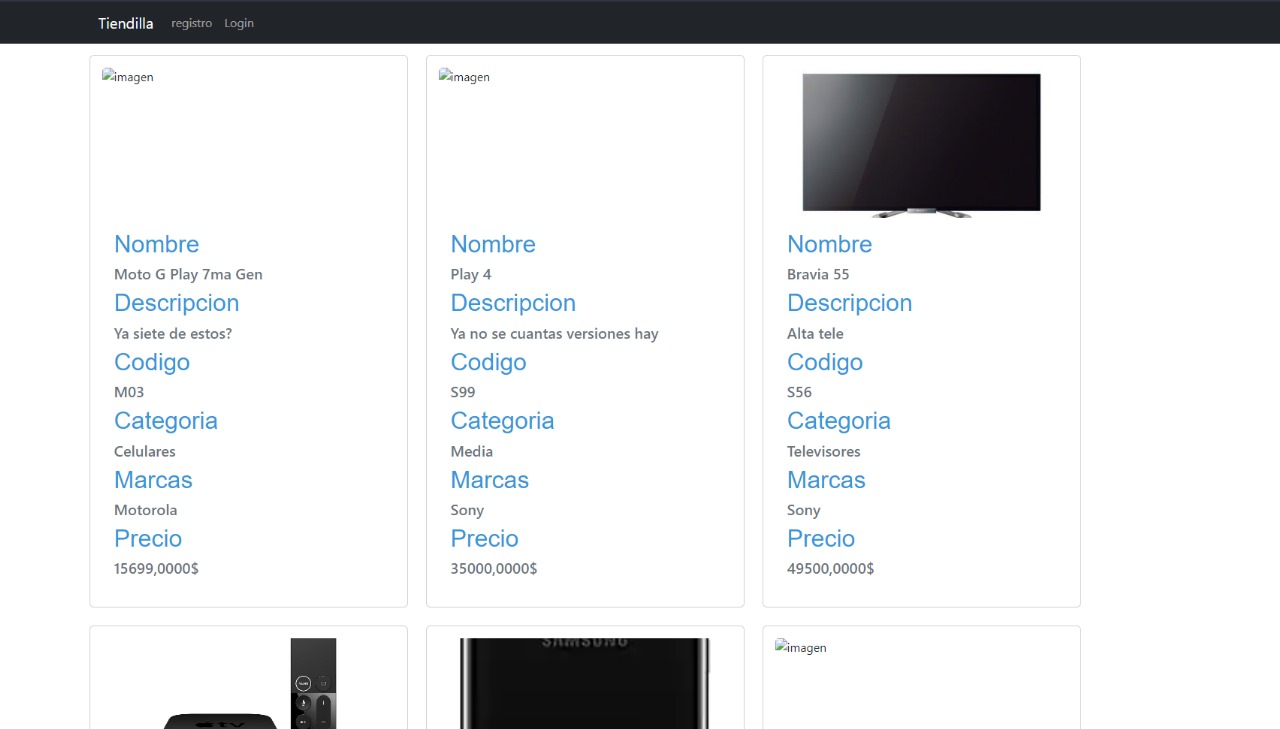 Tiendilla registro Login
imagen
Nombre
Moto G Play 7ma Gen
Descripcion
Ya siete de estos?
Codigo
M03
Categoria
Celulares
Marcas
Motorola
Precio
15699,0000$
imagen
Nombre
Play 4
Descripcion
Ya no se cuantas versiones hay
Codigo
S99
Categoria
Media
Marcas
Sony
Precio
35000,0000$
Nombre
Bravia 55
Descripcion
Alta tele
Codigo
S56
Categoria
Televisores
Marcas
Sony
Precio
49500,0000$
MENU
tv
SAMSUNG
imagen